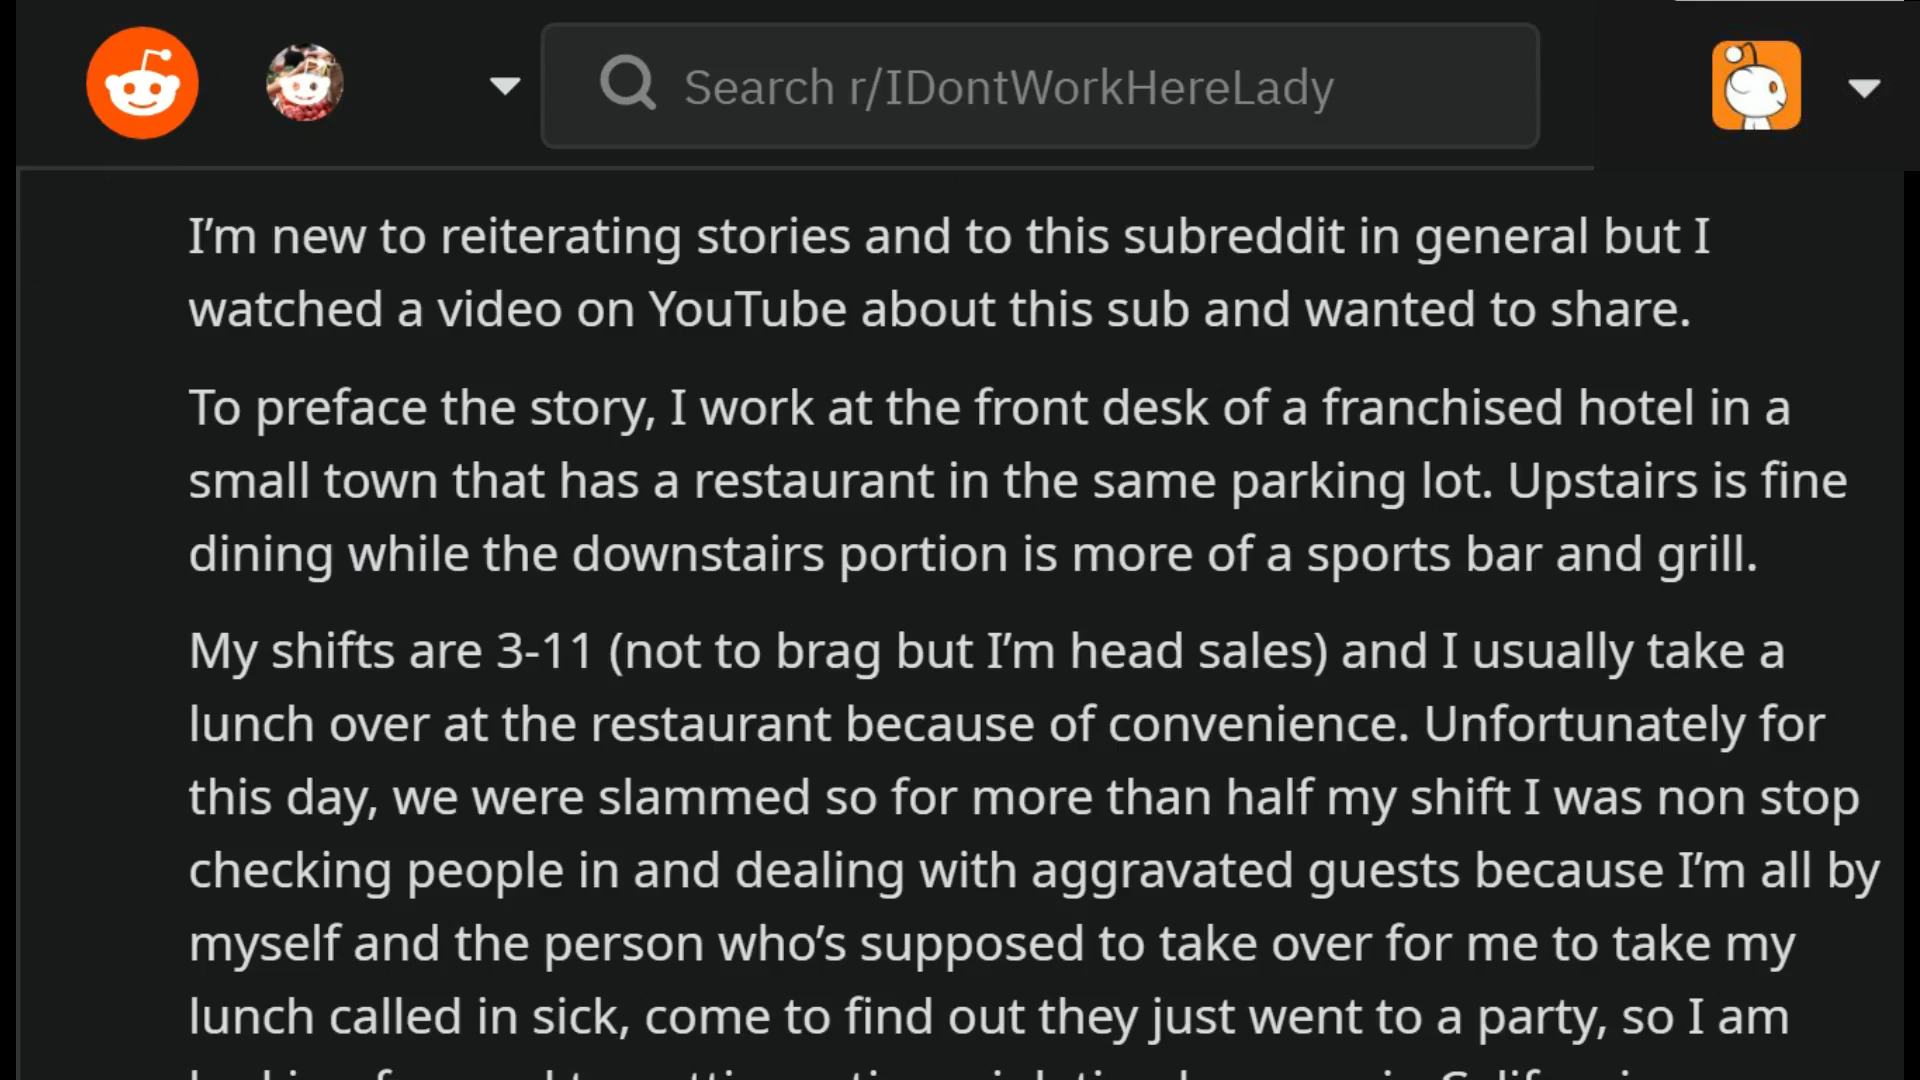 Search r/IDontWorkHereLady
I’m new to reiterating stories and to this subreddit in general but I
watched a video on YouTube about this sub and wanted to share.
To preface the story, I work at the front desk of a franchised hotel in a
small town that has a restaurant in the same parking lot. Upstairs is fine
dining while the downstairs portion is more of a sports bar and grill.
My shifts are 3-11 (not to brag but I’m head sales) and I usually take a
lunch over at the restaurant because of convenience. Unfortunately for
this day, we were slammed so for more than half my shift I was non stop
checking people in and dealing with aggravated guests because I’m all by
myself and the person who’s supposed to take over for me to take my
lunch called in sick, come to find out they just went to a party, so I am